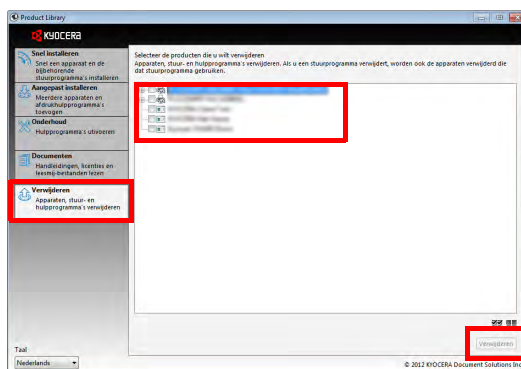 Product Library
KYOCERA
Snel installeren
Snel een apparaat en de
bijbehorende
stuurprogramma's installeren
Aangepast installeren
Meerdere apparaten en
afdrukhulpprogramma's
toevoegen
Onderhoud
Hulpprogramma's uitvoeren
Documenten
Handleidingen, licenties en
leesmij-bestanden lezen
Verwijderen
Apparaten, stuur- en
hulpprogramma's verwijderen
Selecteer de producten die u wilt verwijderen
Apparaten, stuur- en hulpprogramma's verwijderen. Als u een stuurprogramma verwijdert, worden ook de apparaten verwijderd die
dat stuurprogramma gebruiken.
Verwijderen
Taal
Nederlands
© 2012 KYOCERA Document Solutions Inc.